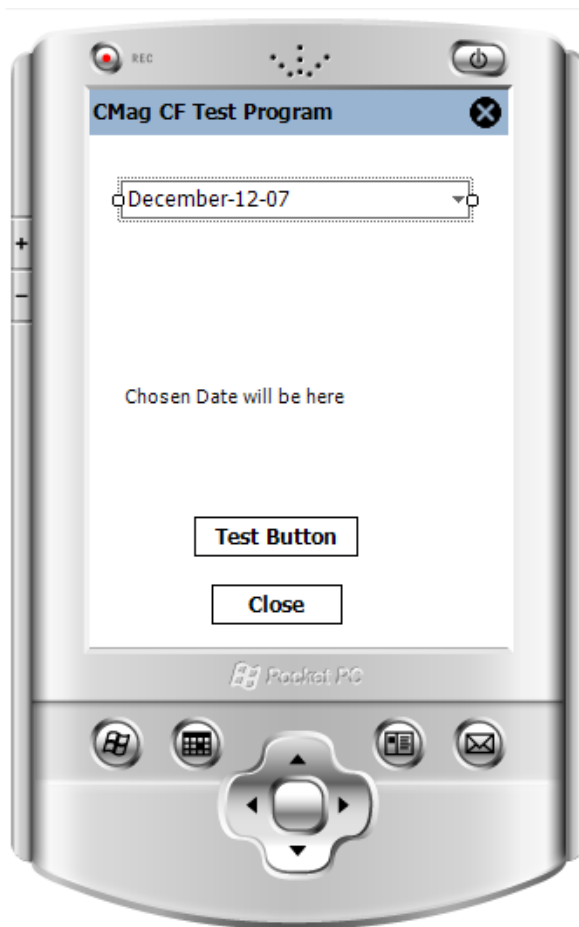 REC
CMag CF Test Program
December-12-07
+
−
Chosen Date will be here
Test Button
Close
Pocket PC